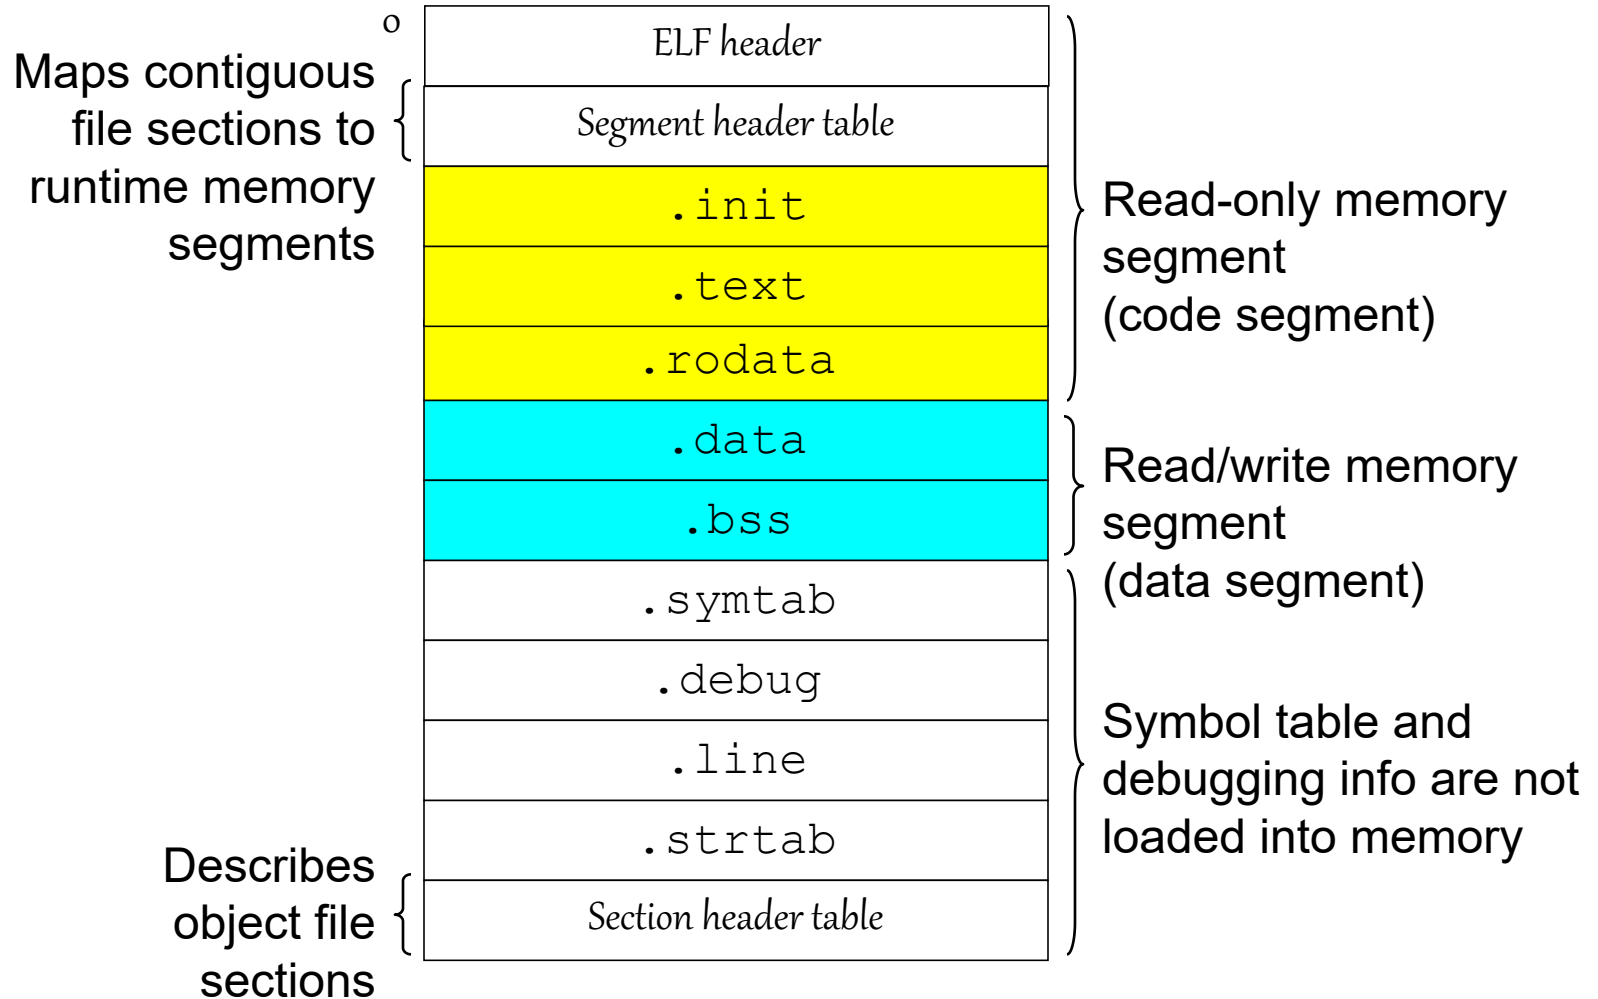 0
ELF header
Maps contiguous
file sections to
runtime memory
segments
Segment header table
.init
.text
.rodata
Read-only memory
segment
(code segment)
.data
.bss
Read/write memory
segment
(data segment)
.symtab
.debug
.line
.strtab
Symbol table and
debugging info are not
loaded into memory
Describes
object file
sections
Section header table